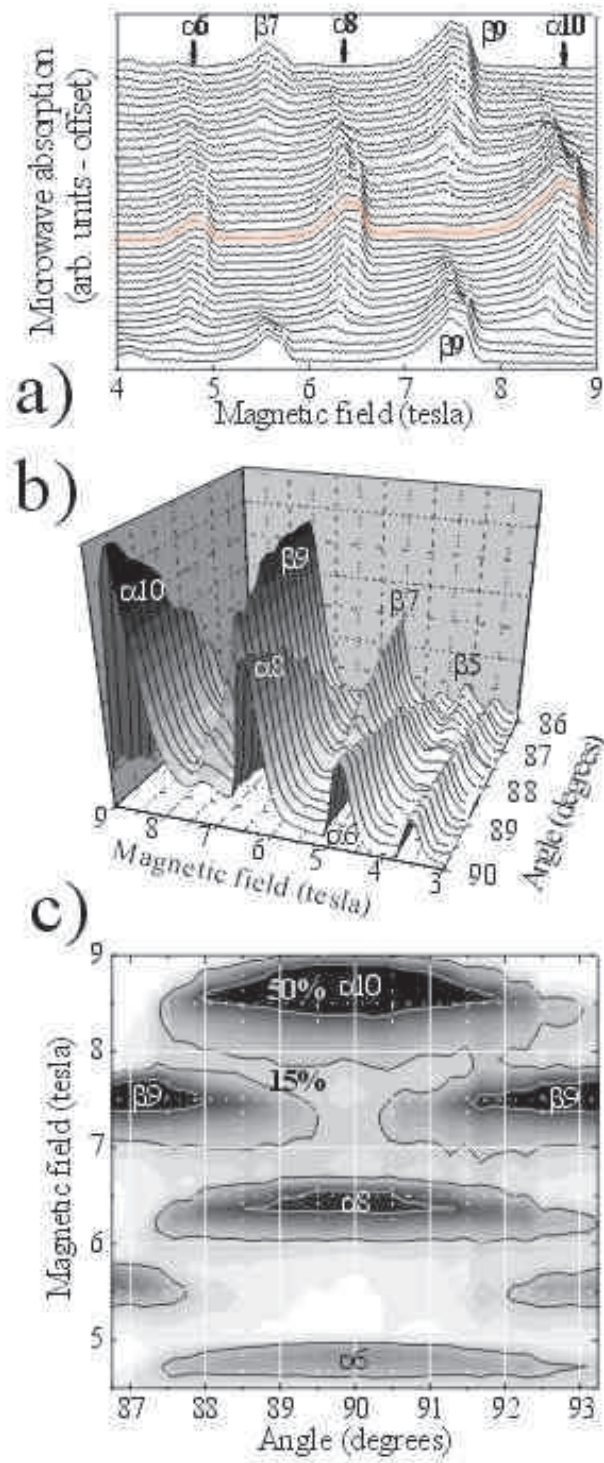 α6 β7 α8 β9 α10
Microwave absorption
(arb. units - offset)
β9
4 5 6 7 8 9
Magnetic field (tesla)
a)
b)
α10
β9
α8
β7
β5
α6
86
87
88
89
90
Angle (degrees)
9 8 7 6 5 4 3
Magnetic field (tesla)
c)
9
8
7
6
5
Magnetic field (tesla)
50% α10
15%
β9 β9
α8
α6
87 88 89 90 91 92 93
Angle (degrees)